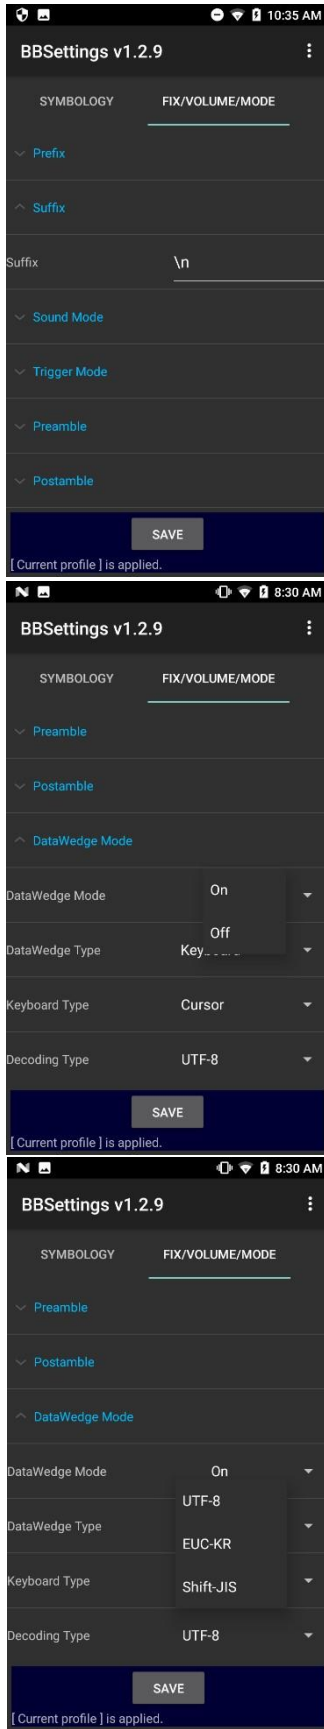 10:35 AM
BBSettings v1.2.9
SYMBOLOGY FIX/VOLUME/MODE
Prefix
Suffix
Suffix \n
Sound Mode
Trigger Mode
Preamble
Postamble
SAVE
[ Current profile ] is applied.
8:30 AM
BBSettings v1.2.9
SYMBOLOGY FIX/VOLUME/MODE
Preamble
Postamble
DataWedge Mode
On
DataWedge Mode
Off
DataWedge Type
Keyboard Type Cursor
Decoding Type UTF-8
SAVE
[ Current profile ] is applied.
8:30 AM
BBSettings v1.2.9
SYMBOLOGY FIX/VOLUME/MODE
Preamble
Postamble
DataWedge Mode
DataWedge Mode On
UTF-8
DataWedge Type
EUC-KR
Keyboard Type
Shift-JIS
Decoding Type UTF-8
SAVE
[ Current profile ] is applied.